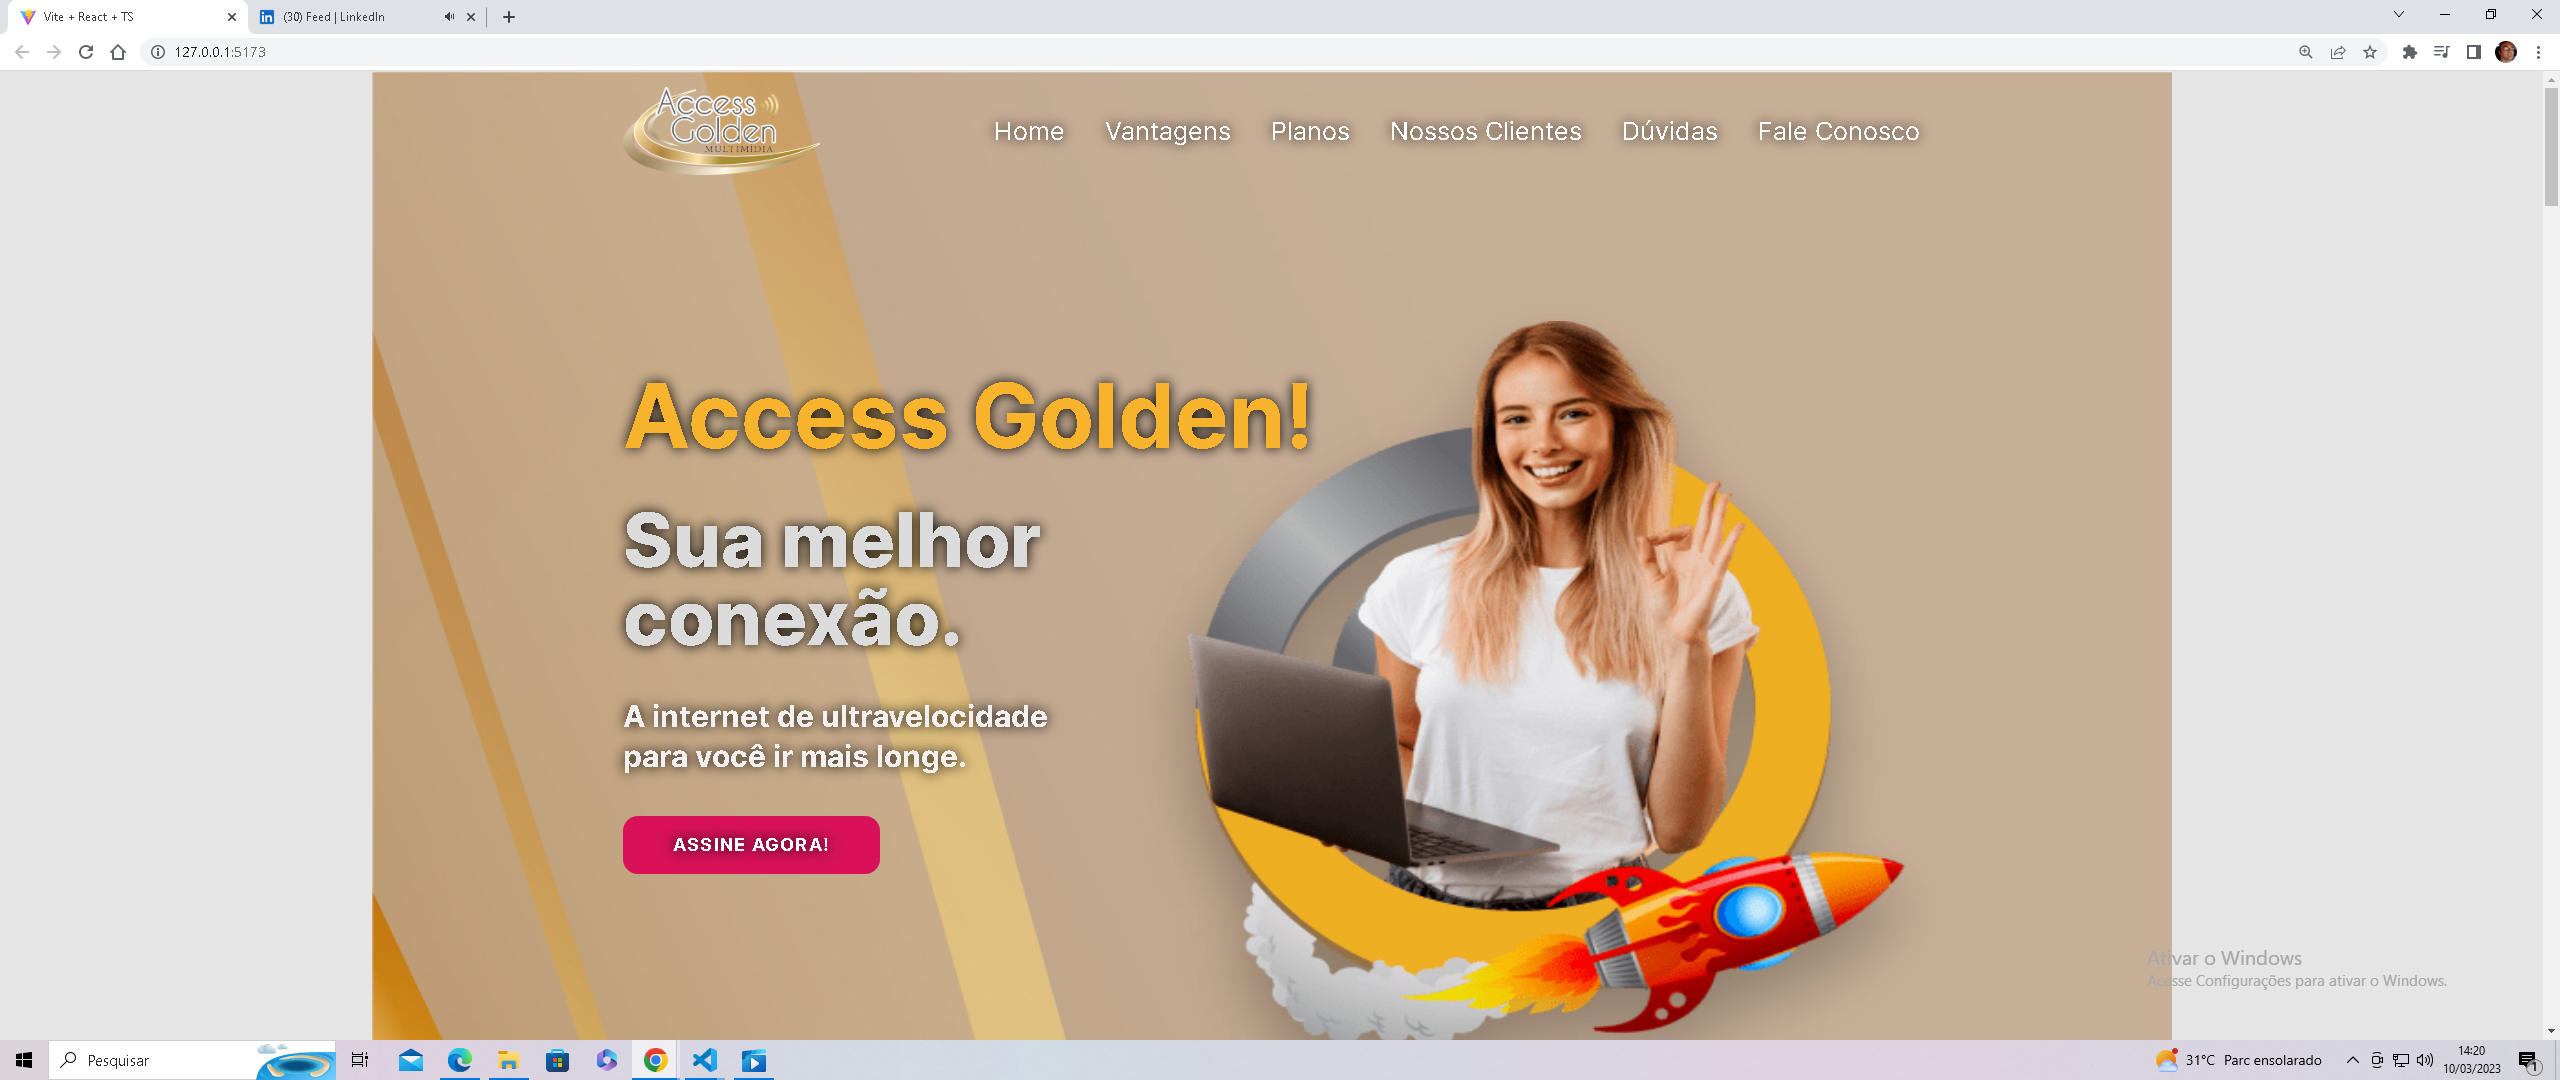 Vite + React + TS
(30) Feed | LinkedIn
127.0.0.1:5173
Access
Golden
MULTIMIDIA
Home
Vantagens
Planos
Nossos Clientes
Dúvidas
Fale Conosco
Access Golden!
Sua melhor
conexão.
A internet de ultravelocidade
para você ir mais longe.
ASSINE AGORA!
Ativar o Windows
Acesse Configurações para ativar o Windows.
Pesquisar
31°C Parc ensolarado
14:20
10/03/2023
1